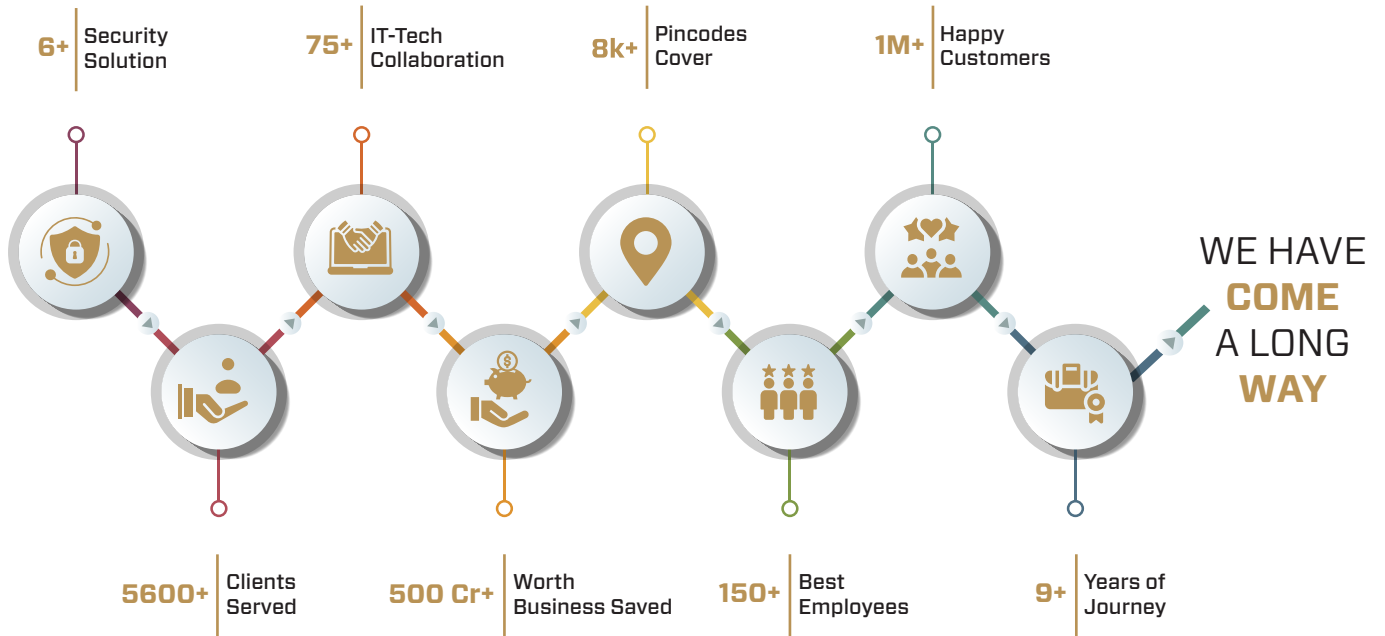 6+
Security
Solution
75+
IT-Tech
Collaboration
8k+
Pincodes
Cover
1M+
Happy
Customers
WE HAVE
COME
A LONG
WAY
$
5600+
Clients
Served
500 Cr+
Worth
Business Saved
150+
Best
Employees
9+
Years of
Journey